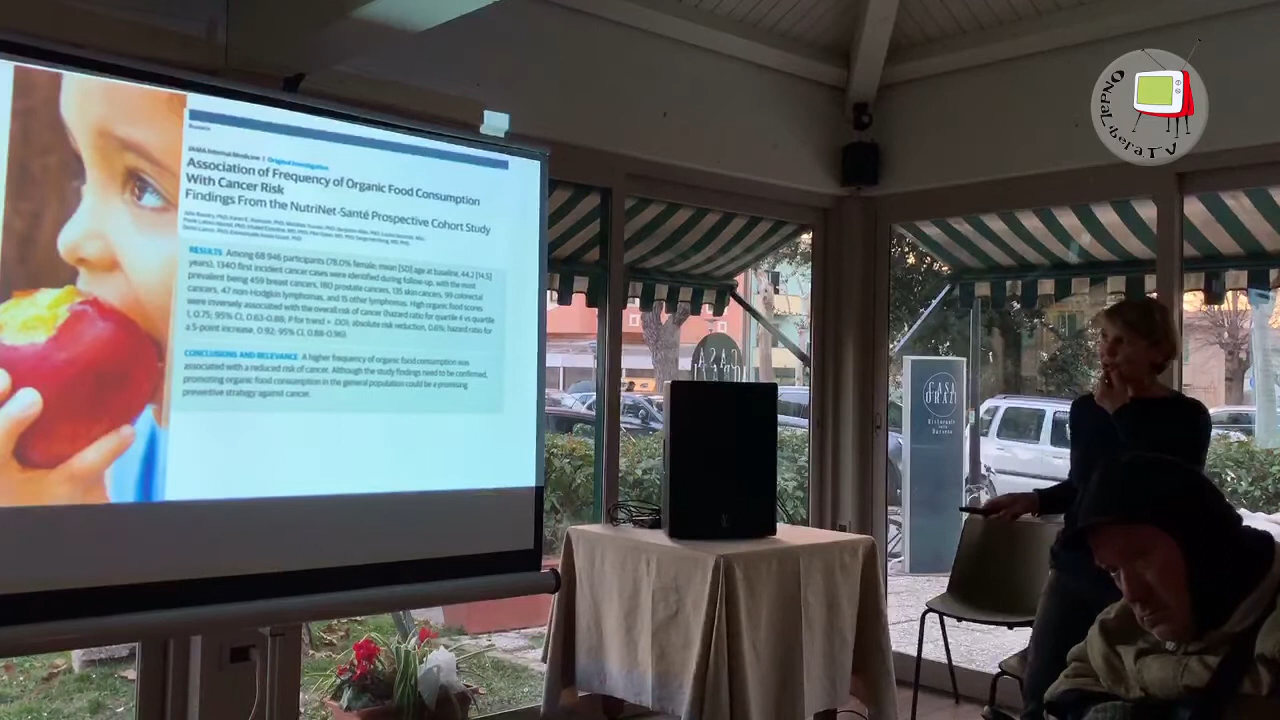 JAMA Internal Medicine | Original Investigation
Association of Frequency of Organic Food Consumption
With Cancer Risk
Findings From the NutriNet-Santé Prospective Cohort Study
RESULTS Among 68 946 participants (78.0% female; mean [SD] age at baseline, 44.2 [14.5]
years), 1340 first incident cancer cases were identified during follow-up, with the most
prevalent being 459 breast cancers, 180 prostate cancers, 135 skin cancers, 99 colorectal
cancers, 47 non-Hodgkin lymphomas, and 15 other lymphomas. High organic food scores
were inversely associated with the overall risk of cancer (hazard ratio for quartile 4 vs quartile
1, 0.75; 95% CI, 0.63-0.88; P for trend = .001; absolute risk reduction, 0.6%; hazard ratio for
a 5-point increase, 0.92; 95% CI, 0.88-0.96).
CONCLUSIONS AND RELEVANCE A higher frequency of organic food consumption was
associated with a reduced risk of cancer. Although the study findings need to be confirmed,
promoting organic food consumption in the general population could be a promising
preventive strategy against cancer.
OndaLiberaTV
CASA
CASA
ORAZI
Ristorante